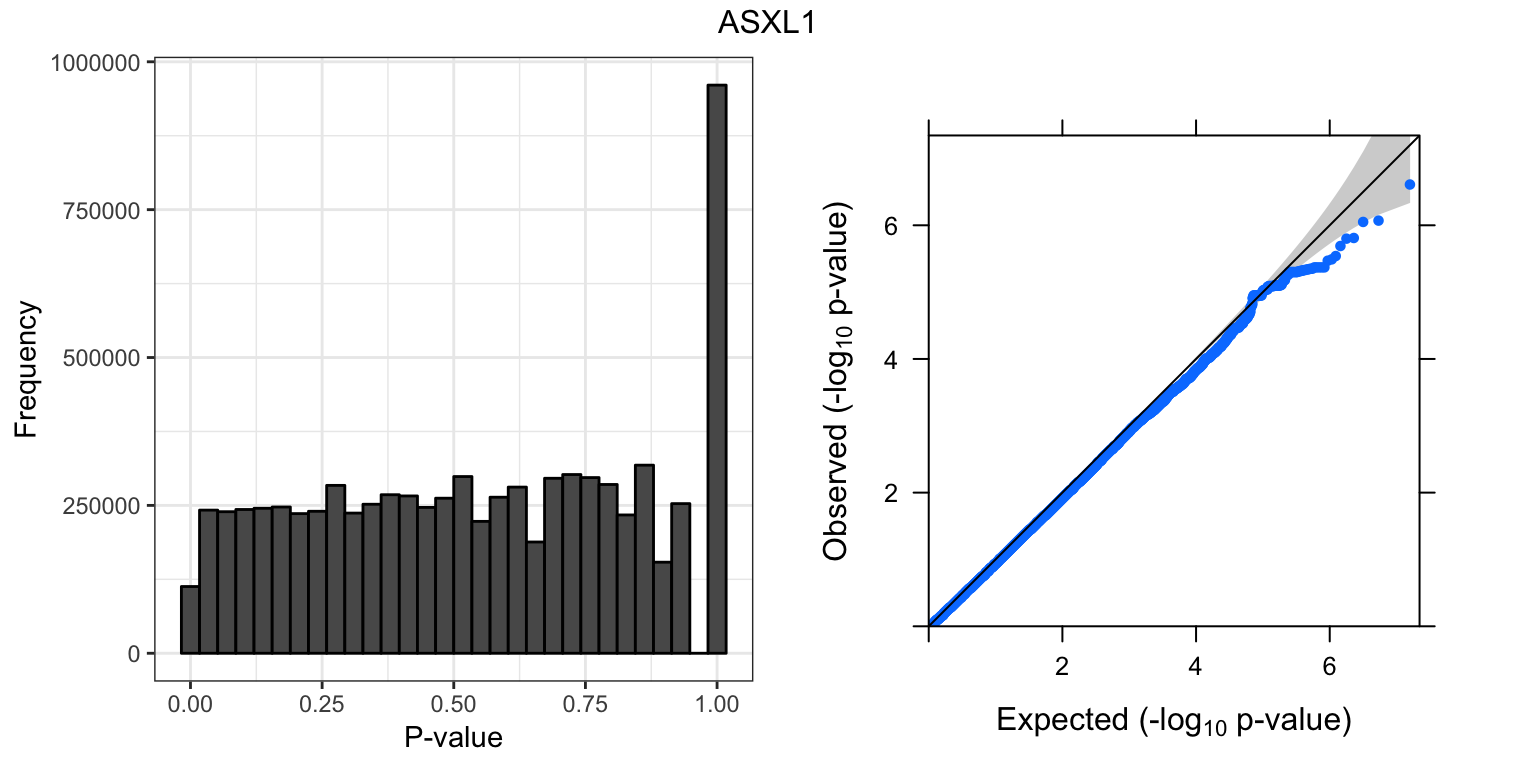 ASXL1
1000000
750000
500000
250000
0
Frequency
0.00 0.25 0.50 0.75 1.00
P-value
6
4
2
Observed (-log10 p-value)
2 4 6
Expected (-log10 p-value)